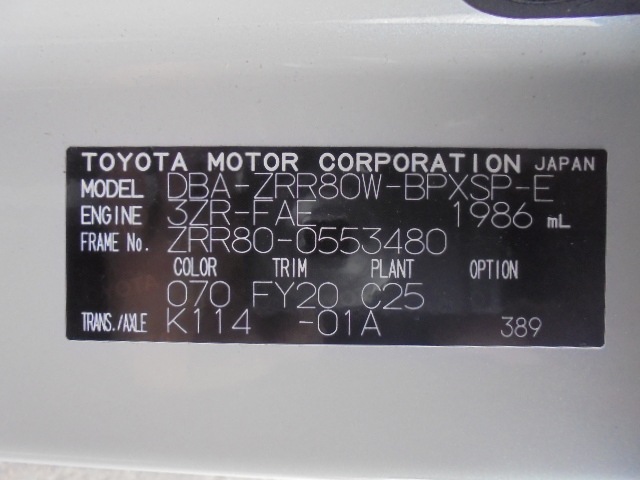 TOYOTA MOTOR CORPORATION JAPAN
MODEL DBA-ZRR80W-BPXSP-E
ENGINE 3ZR-FAE 1986 mL
FRAME No. ZRR80-0553480
COLOR TRIM PLANT OPTION
070 FY20 C25
TRANS./AXLE K114 -01A 389